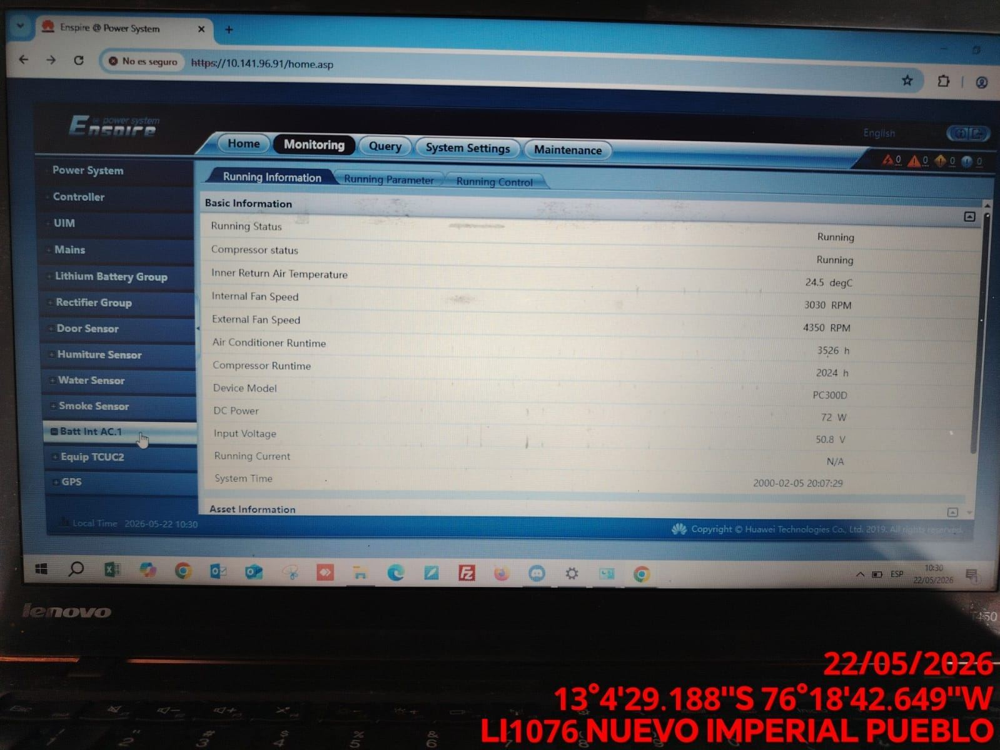 Enspire @ Power System
No es seguro https://10.141.96.91/home.asp
power system
Enspire
English
Home Monitoring Query System Settings Maintenance
0 0 0 0
Running Information Running Parameter Running Control
Power System
Controller
UIM
Mains
Lithium Battery Group
Rectifier Group
Door Sensor
Humiture Sensor
Water Sensor
Smoke Sensor
Batt Int AC.1
Equip TCUC2
GPS
Basic Information
Running Status Running
Compressor status Running
Inner Return Air Temperature 24.5 degC
Internal Fan Speed 3030 RPM
External Fan Speed 4350 RPM
Air Conditioner Runtime 3526 h
Compressor Runtime 2024 h
Device Model PC300D
DC Power 72 W
Input Voltage 50.8 V
Running Current N/A
System Time 2000-02-05 20:07:29
Asset Information
Local Time 2026-05-22 10:30
Copyright © Huawei Technologies Co., Ltd. 2019. All rights reserved.
ESP
10:30
22/05/2026
lenovo
T450
22/05/2026
13°4'29.188"S 76°18'42.649"W
LI1076 NUEVO IMPERIAL PUEBLO
Esc